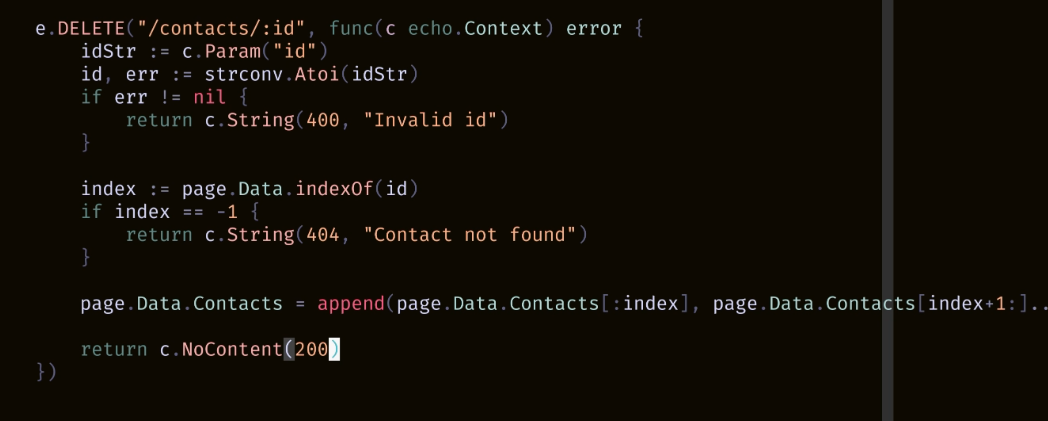 e.DELETE("/contacts/:id", func(c echo.Context) error {
    idStr := c.Param("id")
    id, err := strconv.Atoi(idStr)
    if err != nil {
        return c.String(400, "Invalid id")
    }

    index := page.Data.indexOf(id)
    if index == -1 {
        return c.String(404, "Contact not found")
    }

    page.Data.Contacts = append(page.Data.Contacts[:index], page.Data.Contacts[index+1:]..

    return c.NoContent(200)
})